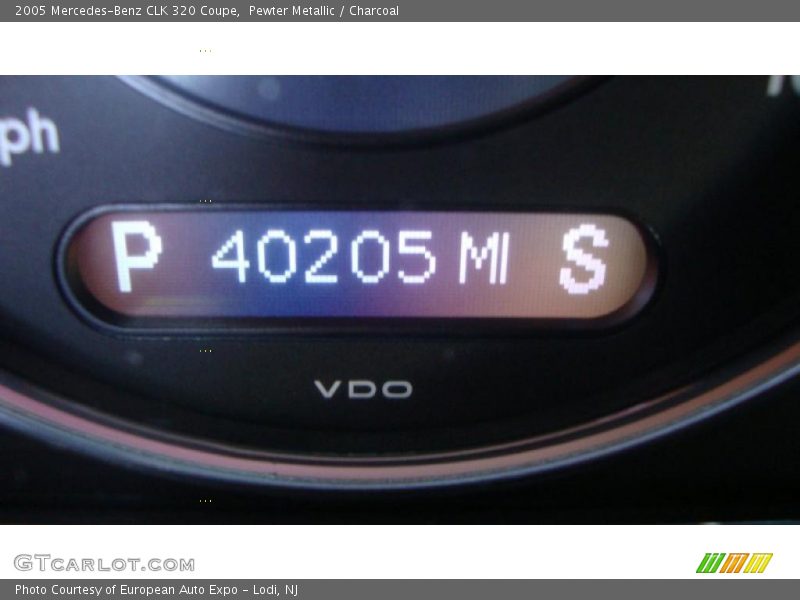 2005 Mercedes-Benz CLK 320 Coupe, Pewter Metallic / Charcoal
...
ph
...
P 40205 MI S
...
VDO
...
GTCARLOT.COM
Photo Courtesy of European Auto Expo - Lodi, NJ